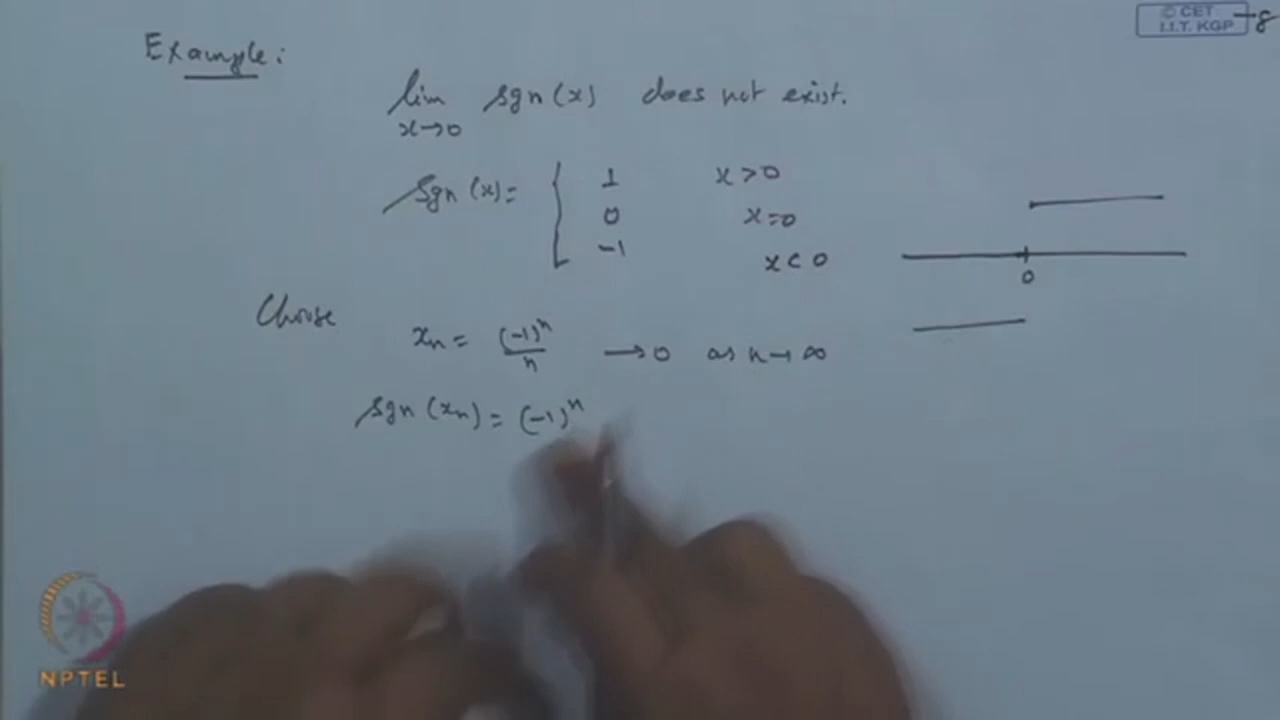 © CET
I.I.T. KGP
-8
Example:
lim sgn(x) does not exist.
x→0
sgn(x) = { 1 x > 0
0 x = 0
-1 x < 0
0
Choose xₙ = (-1)ⁿ/n → 0 as n → ∞
sgn(xₙ) = (-1)ⁿ
NPTEL